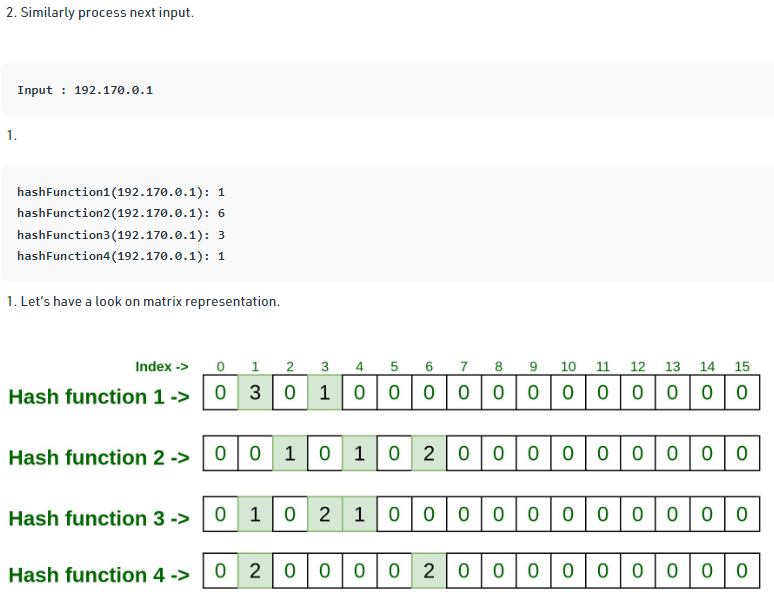 2. Similarly process next input.
Input : 192.170.0.1
1.
hashFunction1(192.170.0.1): 1
hashFunction2(192.170.0.1): 6
hashFunction3(192.170.0.1): 3
hashFunction4(192.170.0.1): 1
1. Let's have a look on matrix representation.
Index -> 0 1 2 3 4 5 6 7 8 9 10 11 12 13 14 15
Hash function 1 -> 0 3 0 1 0 0 0 0 0 0 0 0 0 0 0 0
Hash function 2 -> 0 0 1 0 1 0 2 0 0 0 0 0 0 0 0 0
Hash function 3 -> 0 1 0 2 1 0 0 0 0 0 0 0 0 0 0 0
Hash function 4 -> 0 2 0 0 0 0 2 0 0 0 0 0 0 0 0 0